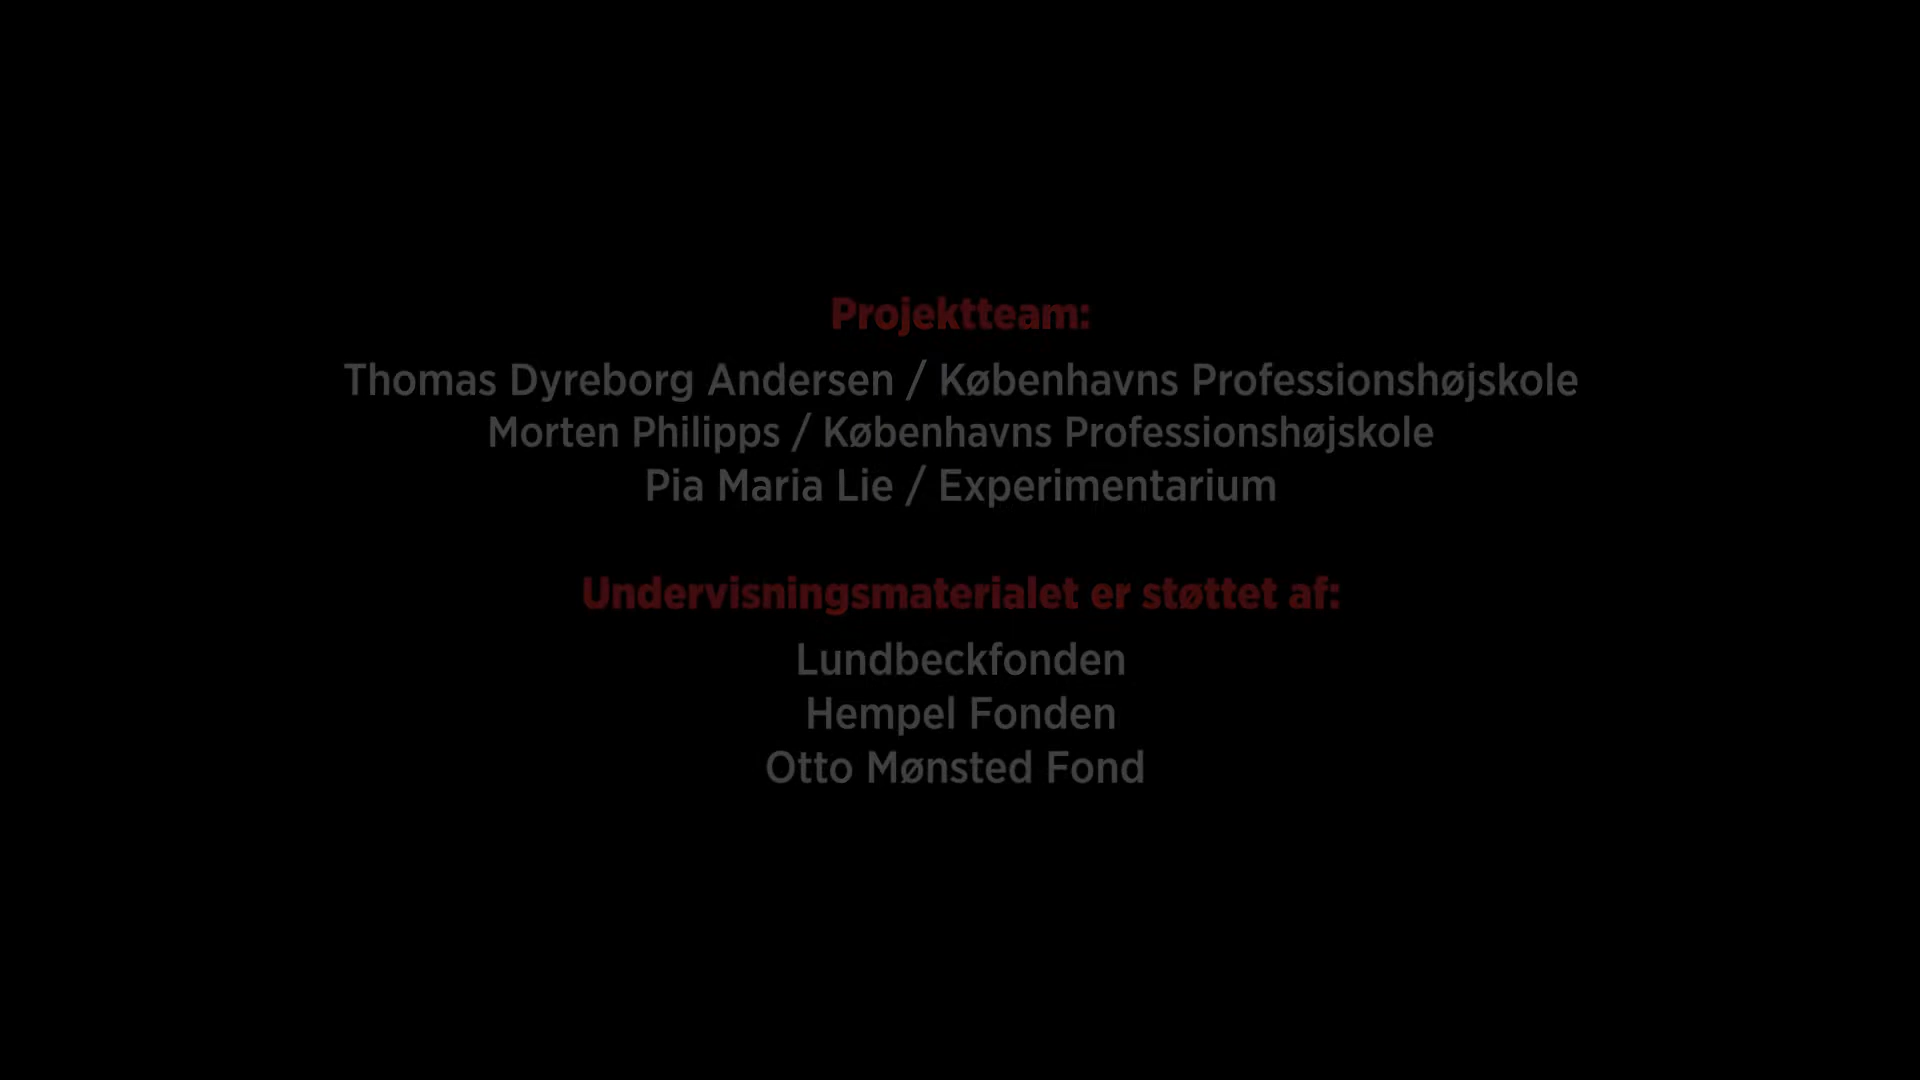 Projektteam:
Thomas Dyreborg Andersen / Københavns Professionshøjskole
Morten Philipps / Københavns Professionshøjskole
Pia Maria Lie / Experimentarium
Undervisningsmaterialet er støttet af:
Lundbeckfonden
Hempel Fonden
Otto Mønsted Fond